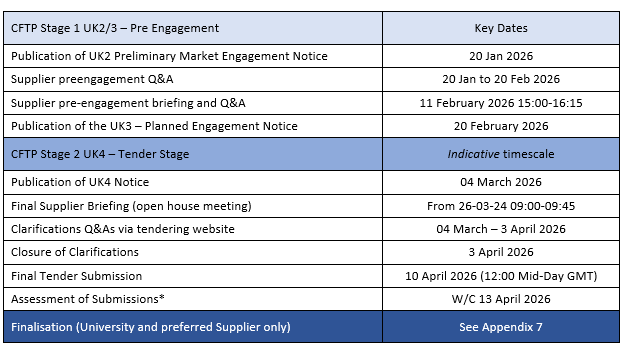 CFTP Stage 1 UK2/3 – Pre Engagement Key Dates
Publication of UK2 Preliminary Market Engagement Notice 20 Jan 2026
Supplier preengagement Q&A 20 Jan to 20 Feb 2026
Supplier pre-engagement briefing and Q&A 11 February 2026 15:00-16:15
Publication of the UK3 – Planned Engagement Notice 20 February 2026
CFTP Stage 2 UK4 – Tender Stage Indicative timescale
Publication of UK4 Notice 04 March 2026
Final Supplier Briefing (open house meeting) From 26-03-24 09:00-09:45
Clarifications Q&As via tendering website 04 March – 3 April 2026
Closure of Clarifications 3 April 2026
Final Tender Submission 10 April 2026 (12:00 Mid-Day GMT)
Assessment of Submissions* W/C 13 April 2026
Finalisation (University and preferred Supplier only) See Appendix 7